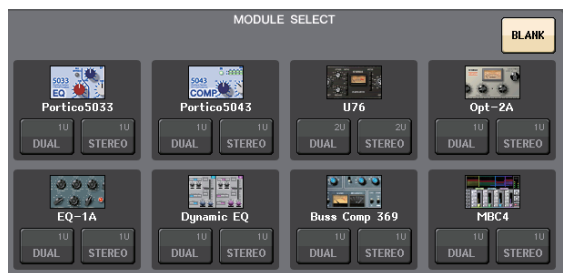 MODULE SELECT
BLANK
5033
EQ
5043
COMP
Portico5033
Portico5043
U76
Opt-2A
1U
1U
1U
1U
2U
2U
1U
1U
DUAL
STEREO
DUAL
STEREO
DUAL
STEREO
DUAL
STEREO
EQ-1A
Dynamic EQ
Buss Comp 369
MBC4
1U
1U
1U
1U
1U
1U
1U
1U
DUAL
STEREO
DUAL
STEREO
DUAL
STEREO
DUAL
STEREO